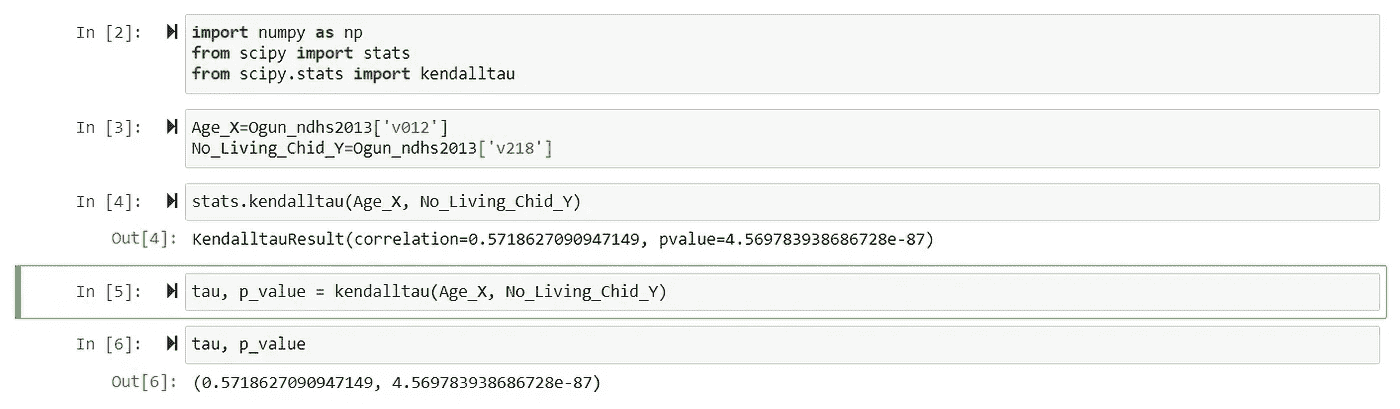 In [2]: import numpy as np
from scipy import stats
from scipy.stats import kendalltau
In [3]: Age_X=Ogun_ndhs2013['v012']
No_Living_Chid_Y=Ogun_ndhs2013['v218']
In [4]: stats.kendalltau(Age_X, No_Living_Chid_Y)
Out[4]: KendalltauResult(correlation=0.5718627090947149, pvalue=4.569783938686728e-87)
In [5]: tau, p_value = kendalltau(Age_X, No_Living_Chid_Y)
In [6]: tau, p_value
Out[6]: (0.5718627090947149, 4.569783938686728e-87)